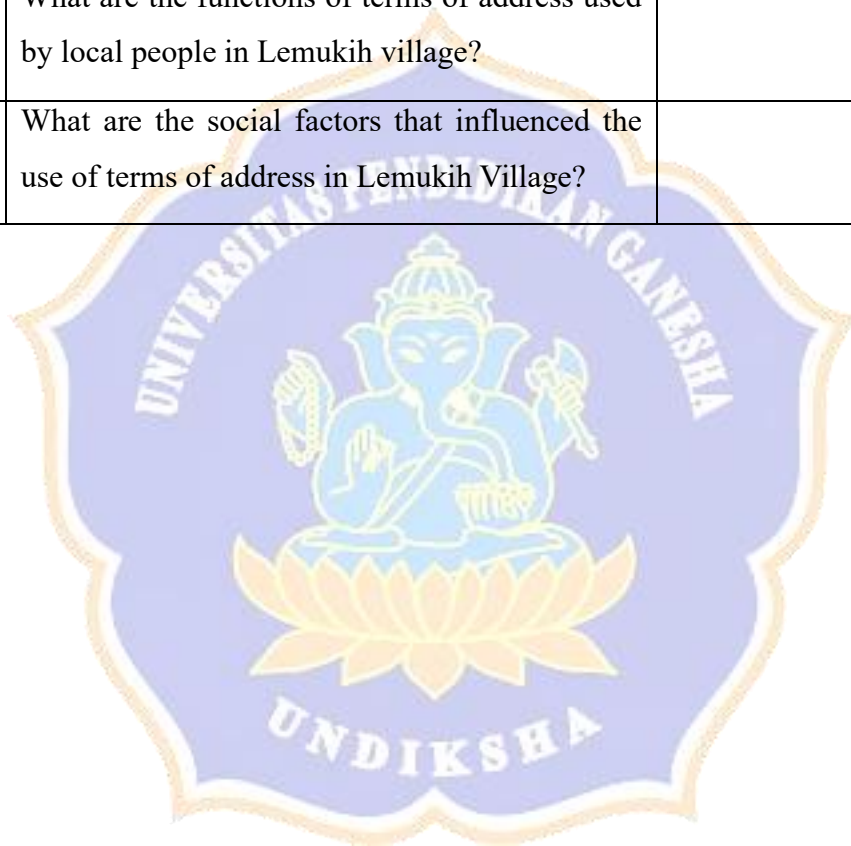 What are the functions of terms of address used
by local people in Lemukih village?
What are the social factors that influenced the
use of terms of address in Lemukih Village?
UNIVERSITAS PENDIDIKAN GANESHA
UNDIKSHA